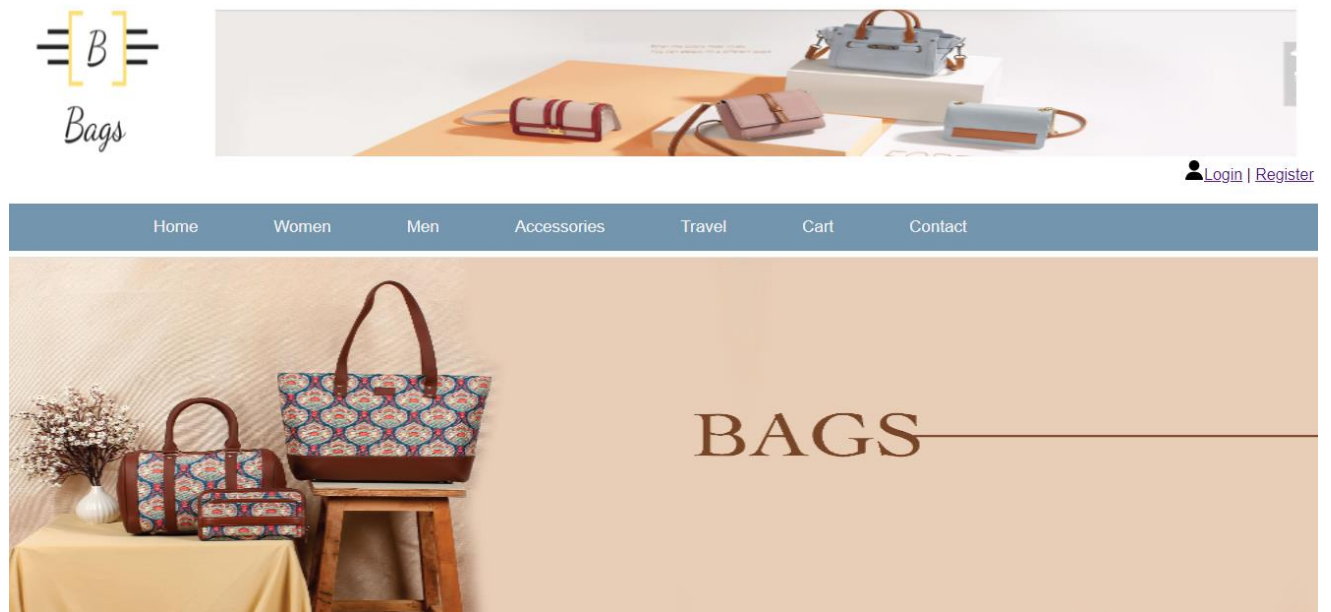 B
Bags
Login | Register
Home Women Men Accessories Travel Cart Contact
BAGS